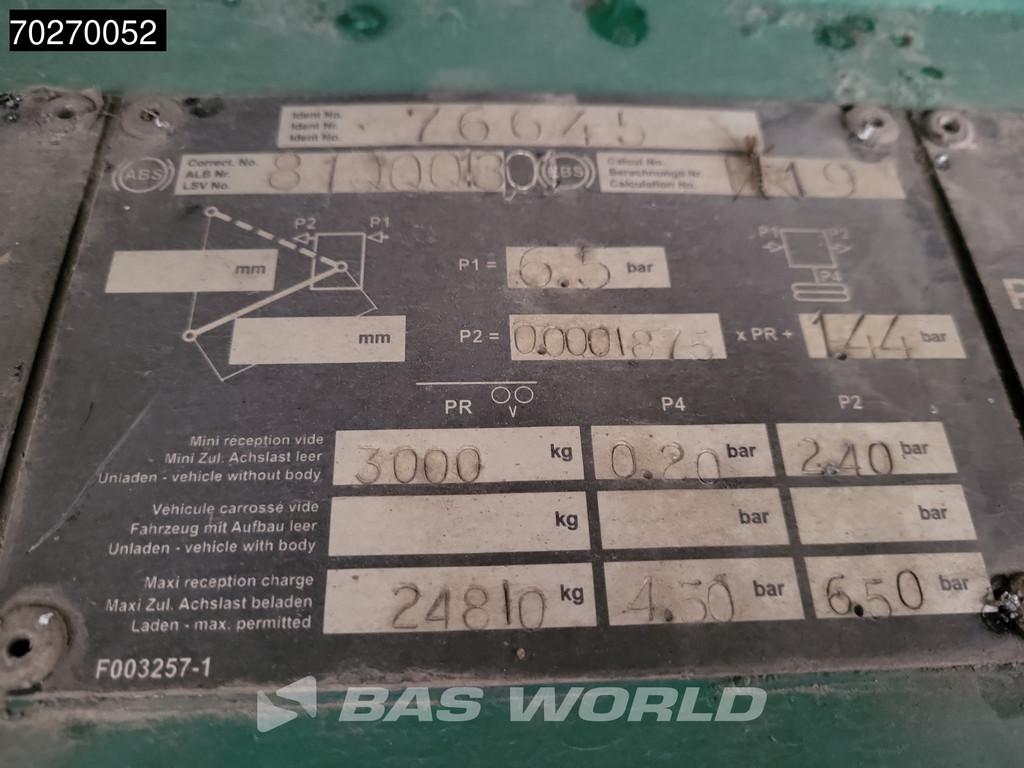 70270052
Ident No.
Ident Nr. 76645
Ident No.
ABS
Correct. No.
ALB Nr.
LSV No.
EBS
Calcul No.
Berechnungs Nr
Calculation No.
P2 P1
mm
P1 = 6.5 bar
P1 P2
P4
mm
P2 = 0.0001875 x PR + 1.44 bar
PR V P4 P2
Mini reception vide
Mini Zul. Achslast leer 3000 kg 0.20 bar 2.40 bar
Unladen - vehicle without body
Vehicule carrossé vide
Fahrzeug mit Aufbau leer kg bar bar
Unladen - vehicle with body
Maxi reception charge
Maxi Zul. Achslast beladen 24810 kg 4.50 bar 6.50 bar
Laden - max. permitted
F003257-1
BAS WORLD